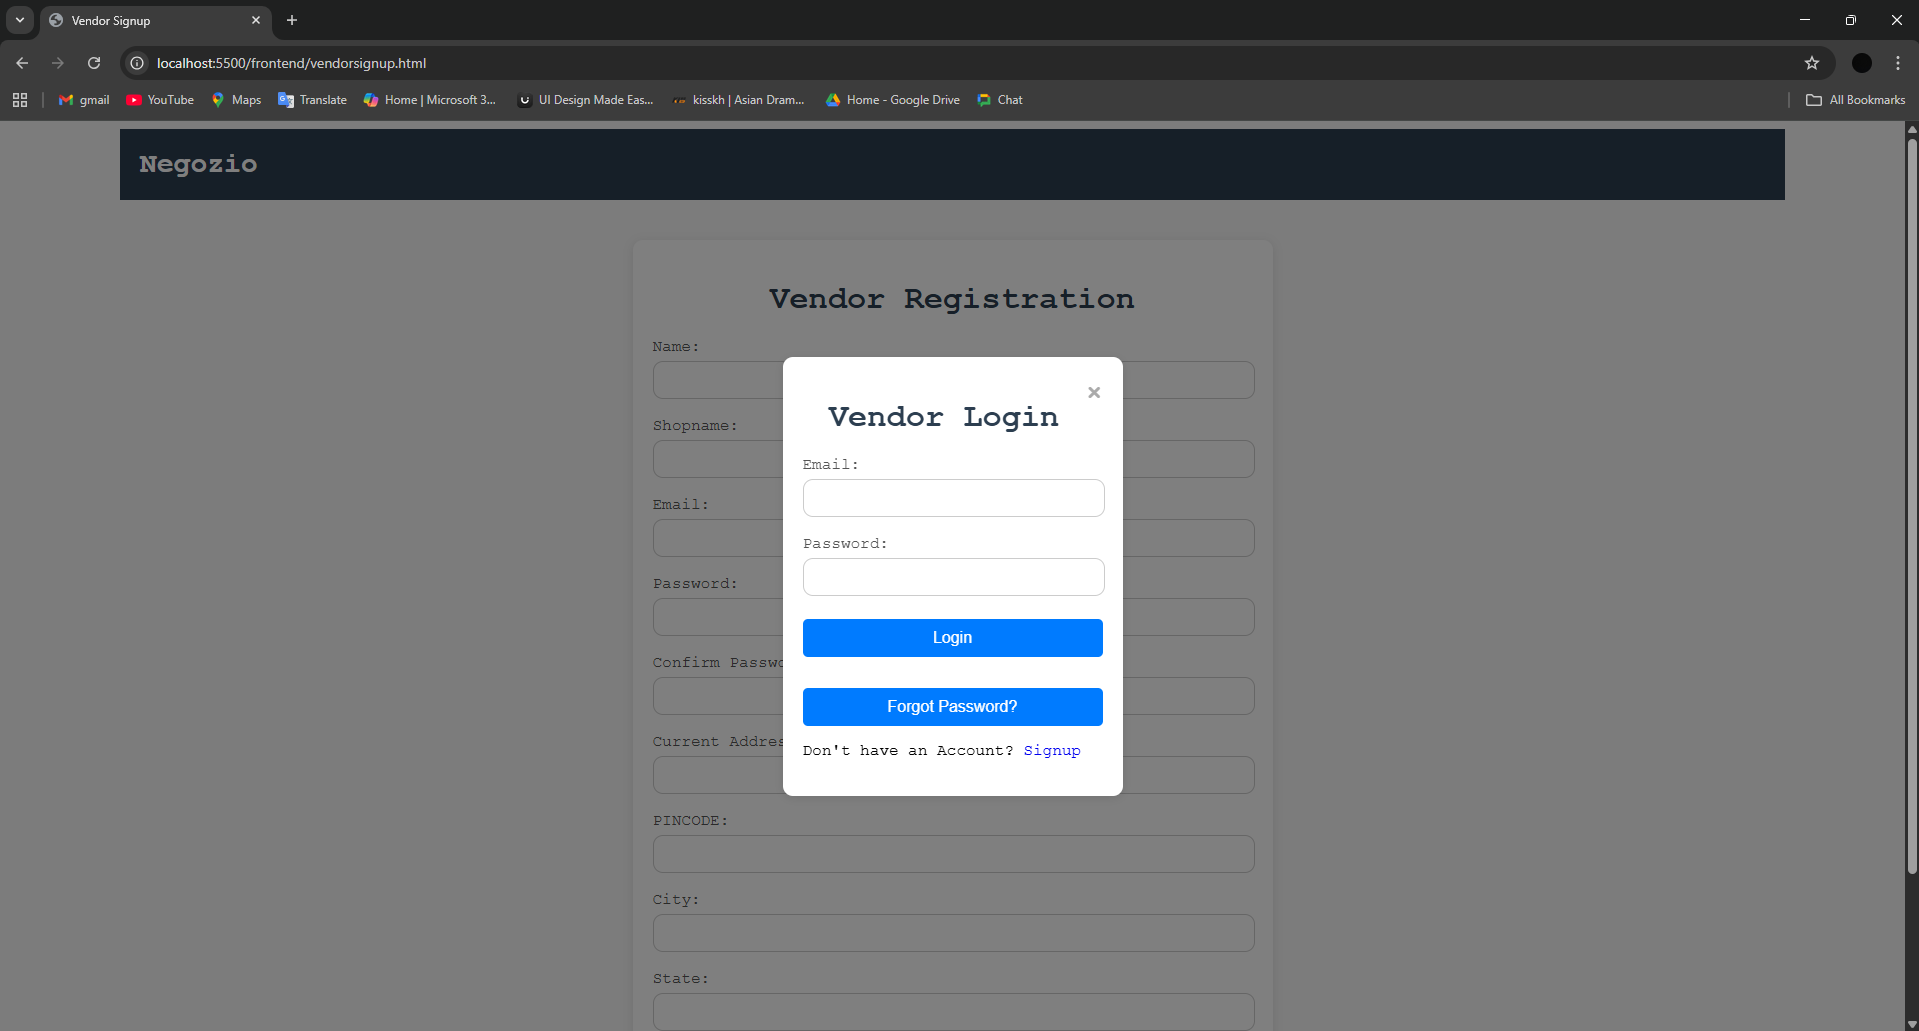 Vendor Signup
localhost:5500/frontend/vendorsignup.html
gmail YouTube Maps Translate Home | Microsoft 3... UI Design Made Eas... kisskh | Asian Dram... Home - Google Drive Chat All Bookmarks
Negozio
Vendor Registration
Name:
Shopname:
Email:
Password:
Confirm Passwo
Current Addres
PINCODE:
City:
State:
Vendor Login
Email:
Password:
Login
Forgot Password?
Don't have an Account? Signup